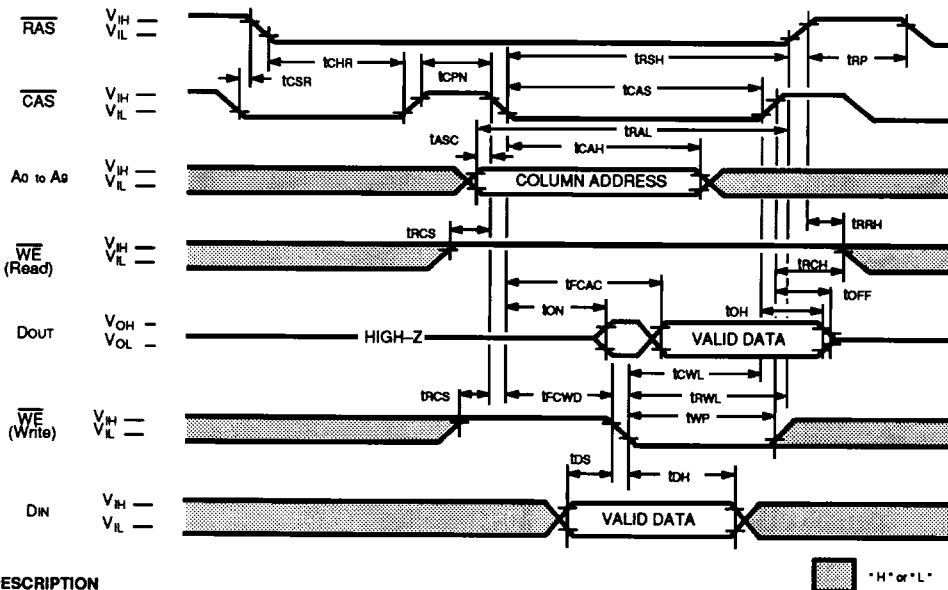 RAS
VIH
VIL
tCHR
tCSR
tCPN
tRSH
tRP
CAS
VIH
VIL
tCAS
tRAL
tASC
tCAH
A0 to A9
VIH
VIL
COLUMN ADDRESS
tRCS
tRRH
WE
(Read)
VIH
VIL
tRCH
tFCAC
tOFF
tON
tOH
DOUT
VOH
VOL
HIGH–Z
VALID DATA
tCWL
tRCS
tFCWD
tRWL
WE
(Write)
VIH
VIL
tWP
tDS
tDH
DIN
VIH
VIL
VALID DATA
ESCRIPTION
"H" or "L"